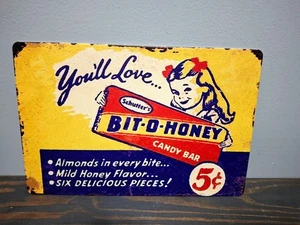 You'll Love...
Schutter's
BIT-O-HONEY
CANDY BAR
• Almonds in every bite...
• Mild Honey Flavor...
• SIX DELICIOUS PIECES!
5¢